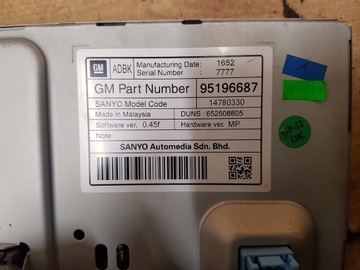 GM ADBK Manufacturing Date: 1652
Serial Number : 7777
GM Part Number 95196687
SANYO Model Code 14780330
Made in Malaysia DUNS : 652508805
Software ver. 0.45f Hardware ver. MP
Note:
SANYO Automedia Sdn. Bhd.